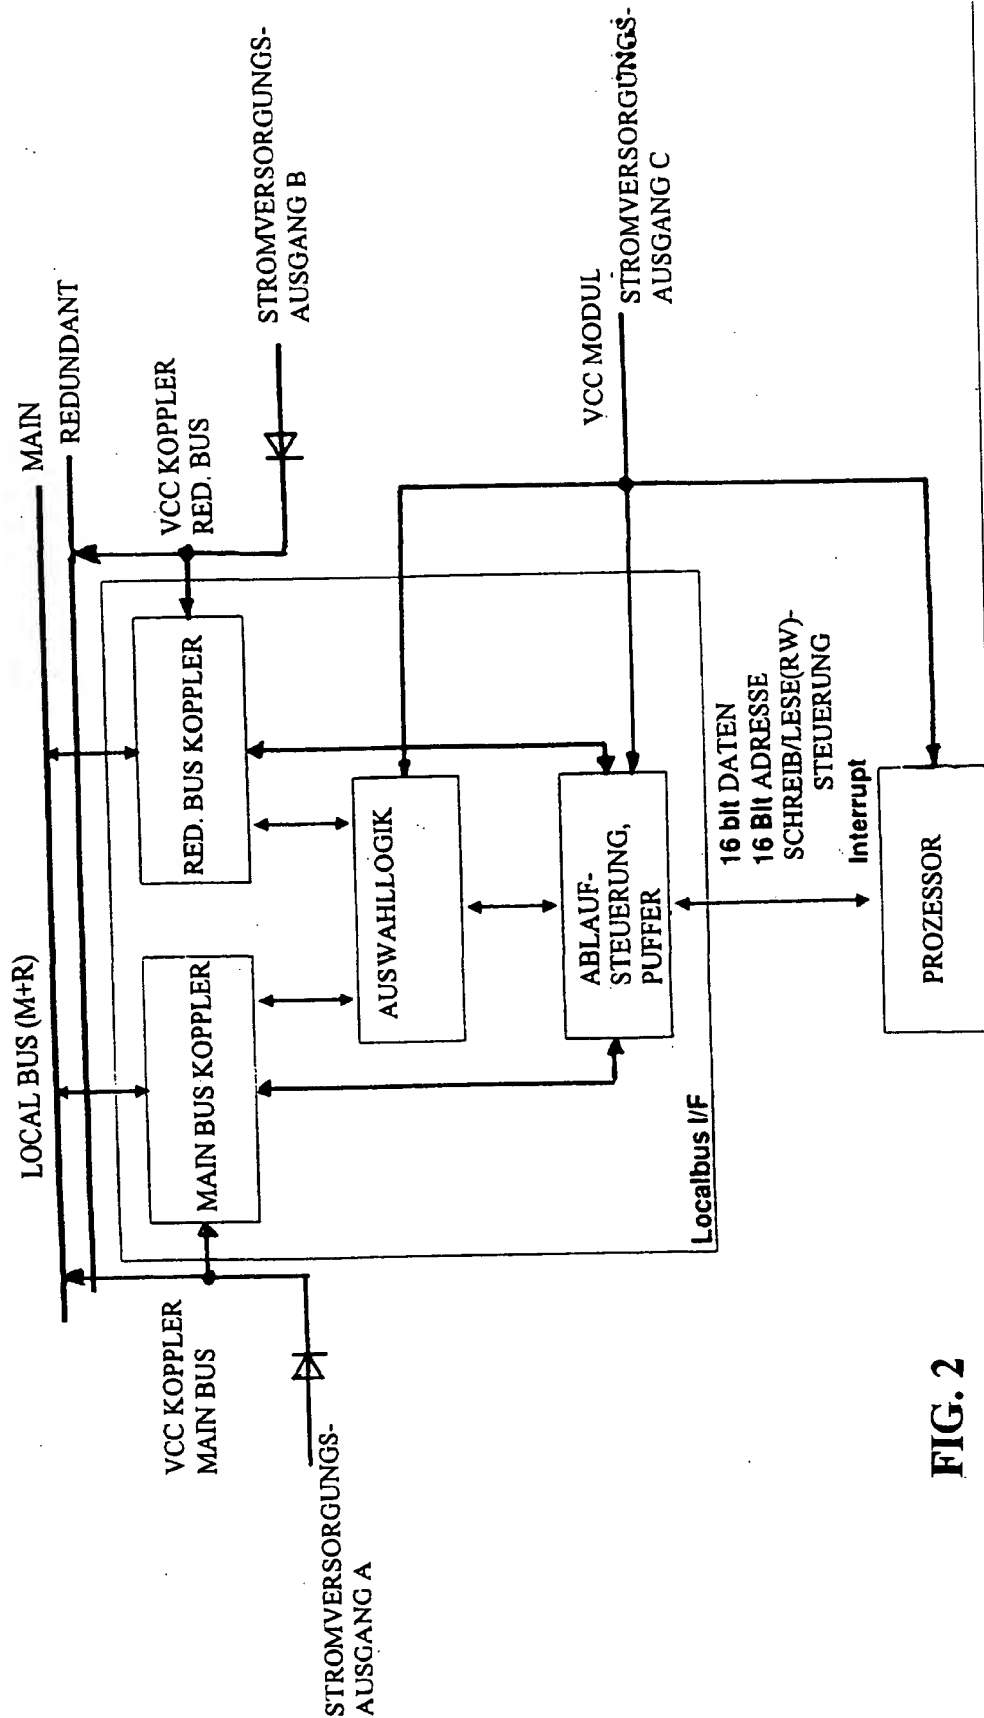 LOCAL BUS (M+R)
MAIN
REDUNDANT
VCC KOPPLER
MAIN BUS
VCC KOPPLER
RED. BUS
STROMVERSORGUNGS-
AUSGANG A
STROMVERSORGUNGS-
AUSGANG B
MAIN BUS KOPPLER
RED. BUS KOPPLER
AUSWAHLLOGIK
ABLAUF-
STEUERUNG,
PUFFER
VCC MODUL
STROMVERSORGUNGS-
AUSGANG C
Localbus I/F
16 bit DATEN
16 Bit ADRESSE
SCHREIB/LESE(RW)-
STEUERUNG
Interrupt
PROZESSOR
FIG. 2